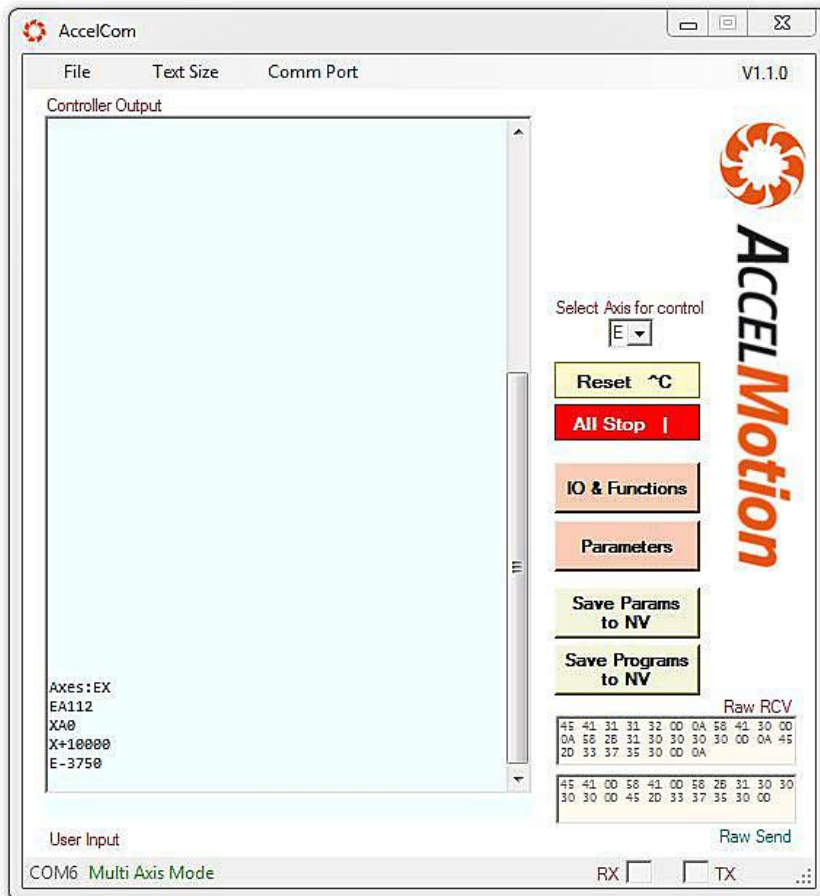 AccelCom
File Text Size Comm Port V1.1.0
Controller Output
ACCELMotion
Select Axis for control
E
Reset ^C
All Stop |
IO & Functions
Parameters
Save Params
to NV
Save Programs
to NV
Axes:EX
EA112
XA0
X+10000
E-3750
Raw RCV
45 41 31 31 32 0D 0A 58 41 30 0D
0A 58 2B 31 30 30 30 30 0D 0A 45
2D 33 37 35 30 0D 0A
45 41 0D 58 41 0D 58 2B 31 30 30
30 30 0D 45 2D 33 37 35 30 0D
User Input
Raw Send
COM6 Multi Axis Mode RX TX